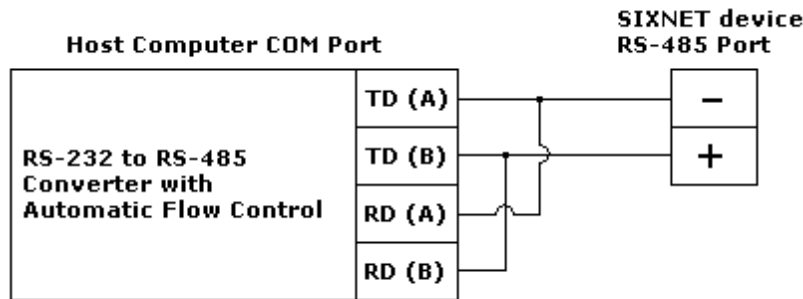 SIXNET device
RS-485 Port
Host Computer COM Port
TD (A)
TD (B)
RD (A)
RD (B)
RS-232 to RS-485
Converter with
Automatic Flow Control
−
+